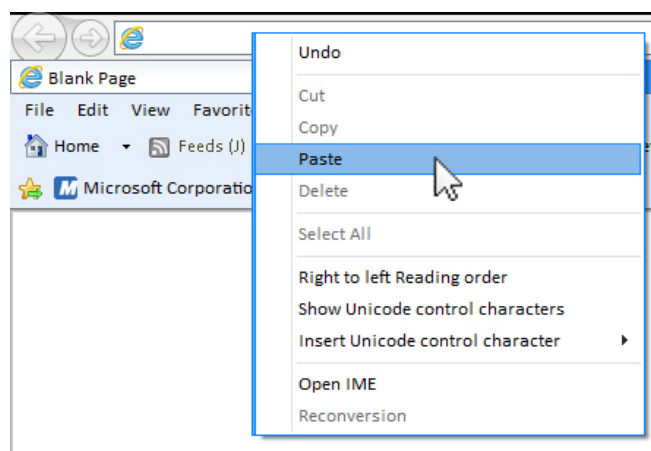 Undo
Blank Page
Cut
File Edit View Favorit
Copy
Home Feeds (J)
Paste
Microsoft Corporatio
Delete
Select All
Right to left Reading order
Show Unicode control characters
Insert Unicode control character
Open IME
Reconversion